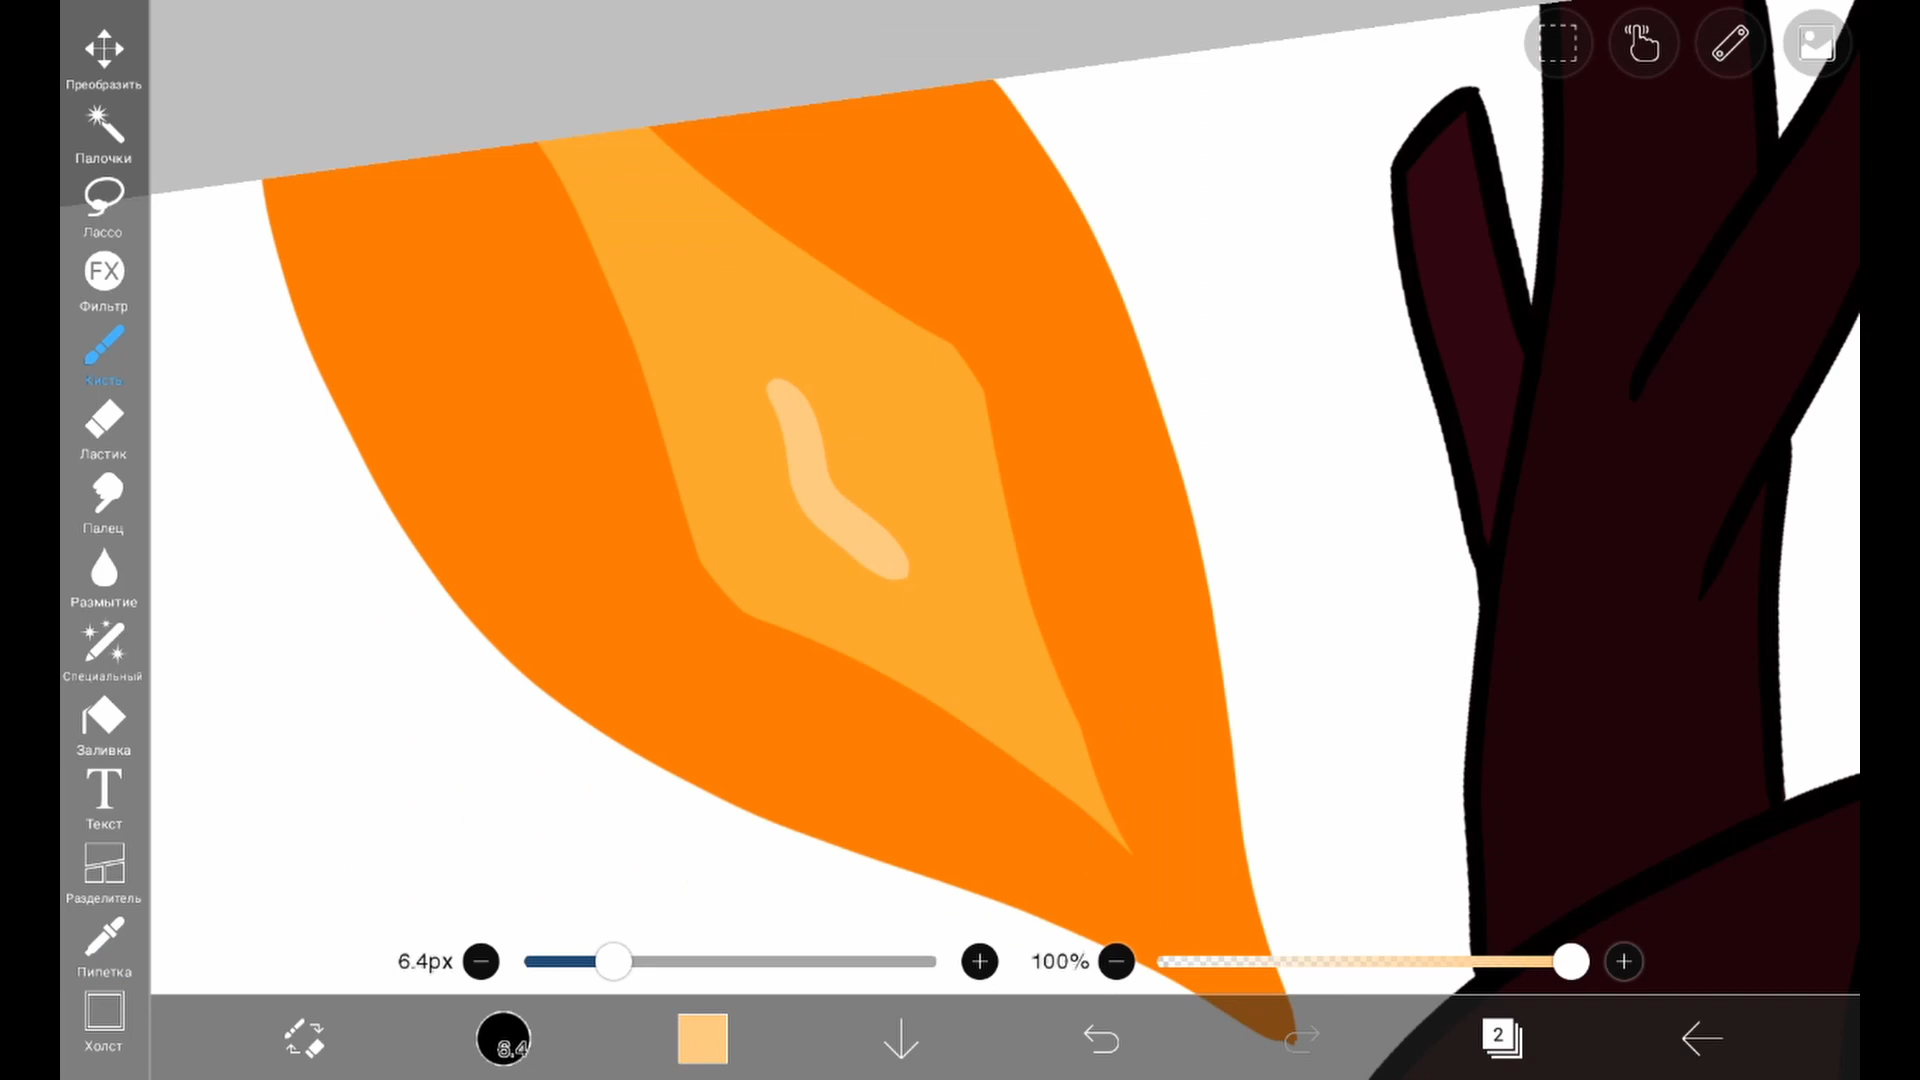 Преобразить
Палочки
Лассо
FX
Фильтр
Кисть
Ластик
Палец
Размытие
Специальный
Заливка
T
Текст
Разделитель
Пипетка
Холст
6.4px
100%
6.4
2